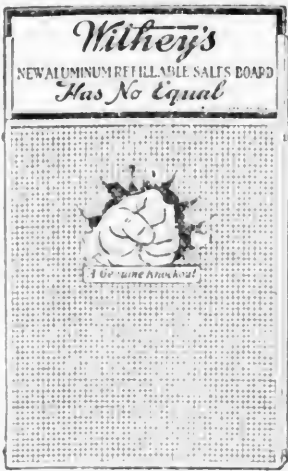 Withey's
NEW ALUMINUM REFILLABLE SALES BOARD
Has No Equal
A Genuine Knockout